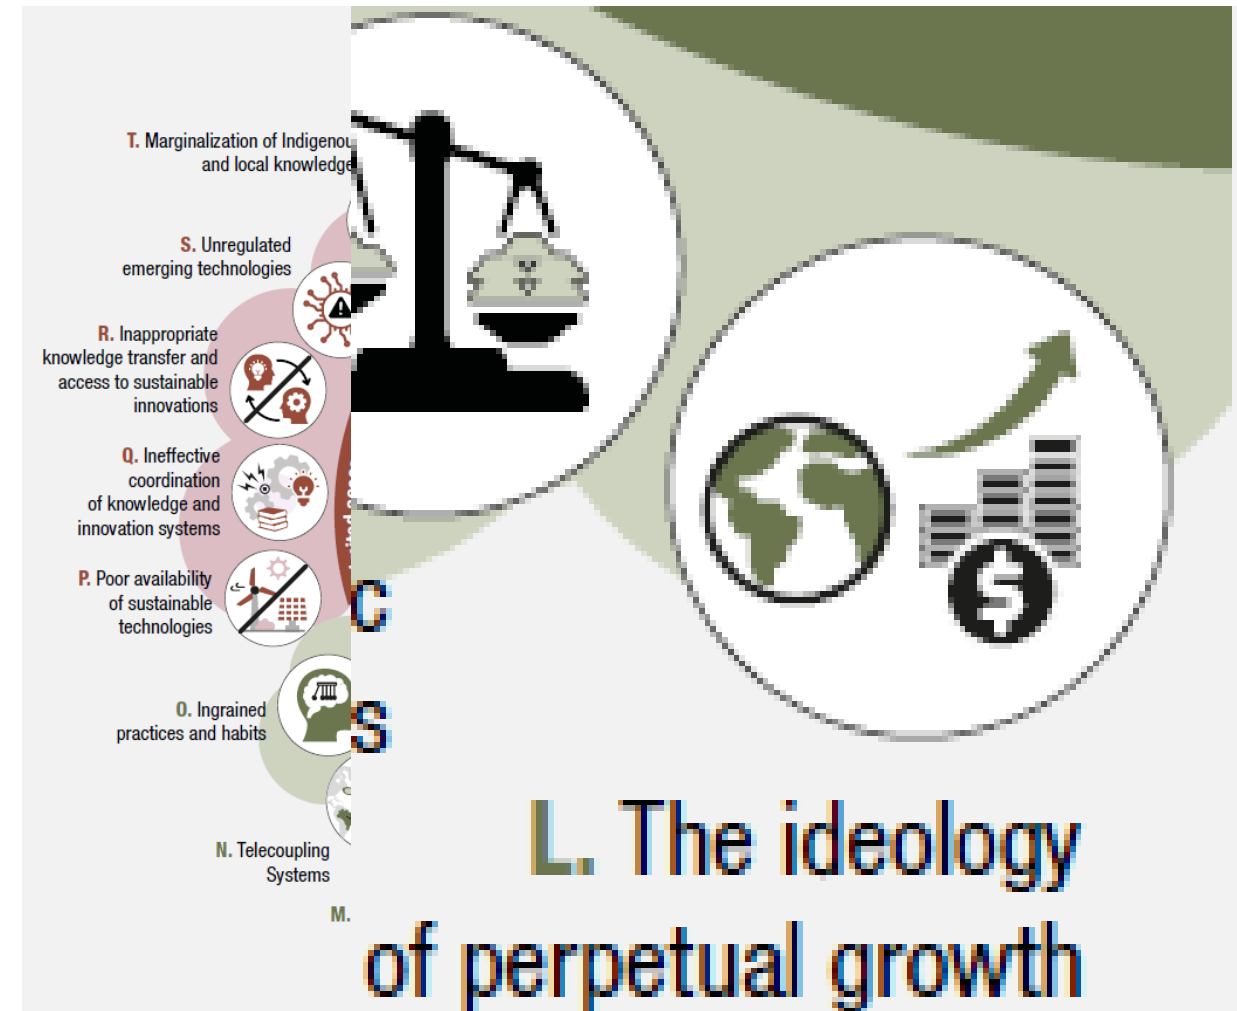 T. Marginalization of Indigenou
and local knowledge
S. Unregulated
emerging technologies
R. Inappropriate
knowledge transfer and
access to sustainable
innovations
Q. Ineffective
coordination
of knowledge and
innovation systems
P. Poor availability
of sustainable
technologies
O. Ingrained
practices and habits
N. Telecoupling
Systems
M.
c
s
L. The ideology
of perpetual growth